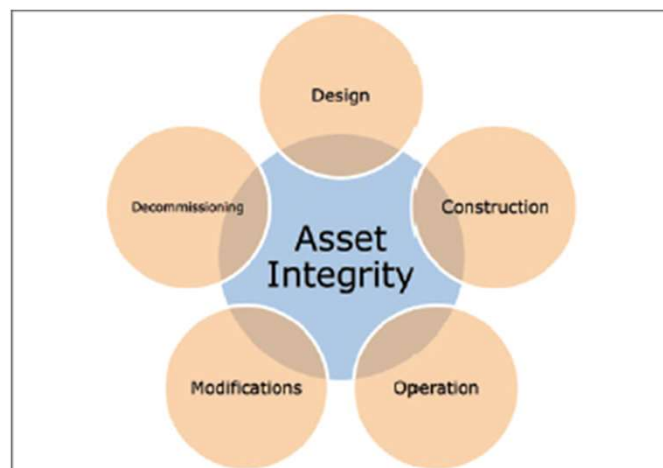 Design
Decommissioning
Construction
Asset
Integrity
Modifications
Operation